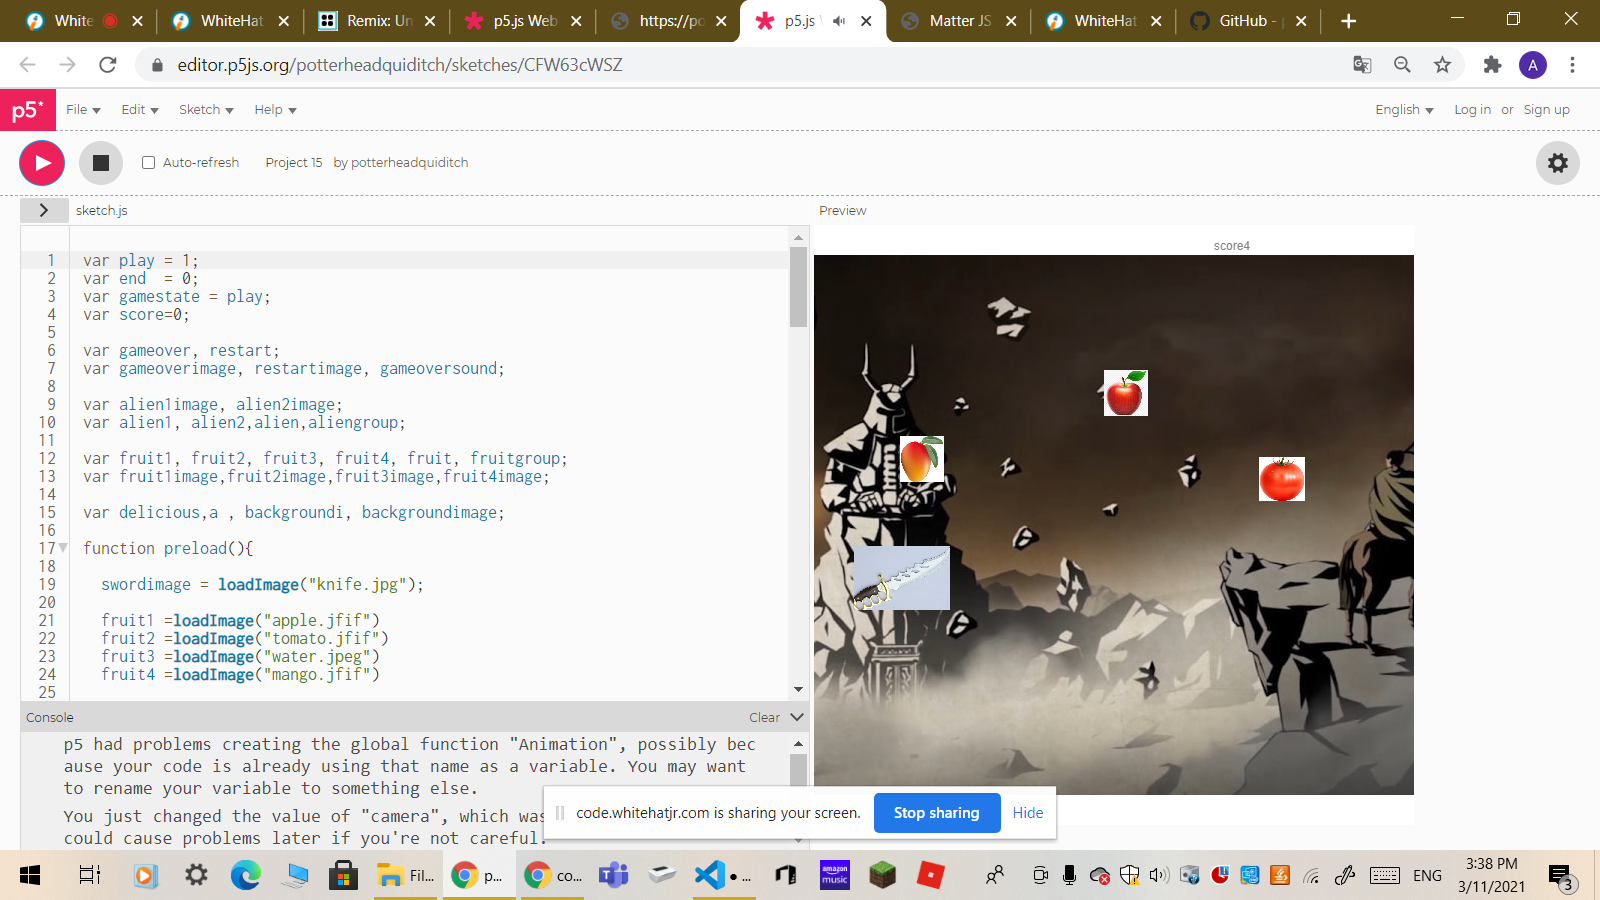 White
WhiteHat
Remix: Un
p5.js Web
https://po
p5.js
Matter JS
WhiteHat
GitHub -
editor.p5js.org/potterheadquiditch/sketches/CFW63cWSZ
A
p5*
File
Edit
Sketch
Help
English
Log in or Sign up
Auto-refresh
Project 15 by potterheadquiditch
sketch.js
Preview
score4
1 var play = 1;
2 var end  = 0;
3 var gamestate = play;
4 var score=0;
5
6 var gameover, restart;
7 var gameoverimage, restartimage, gameoversound;
8
9 var alien1image, alien2image;
10 var alien1, alien2,alien,aliengroup;
11
12 var fruit1, fruit2, fruit3, fruit4, fruit, fruitgroup;
13 var fruit1image,fruit2image,fruit3image,fruit4image;
14
15 var delicious,a , backgroundi, backgroundimage;
16
17 function preload(){
18
19 swordimage = loadImage("knife.jpg");
20
21 fruit1 =loadImage("apple.jfif")
22 fruit2 =loadImage("tomato.jfif")
23 fruit3 =loadImage("water.jpeg")
24 fruit4 =loadImage("mango.jfif")
25
Console
Clear
p5 had problems creating the global function "Animation", possibly bec
ause your code is already using that name as a variable. You may want
to rename your variable to something else.
You just changed the value of "camera", which was
could cause problems later if you're not careful.
code.whitehatjr.com is sharing your screen.
Stop sharing
Hide
Fil...
p...
co...
...
amazon music
ENG
3:38 PM
3/11/2021
3